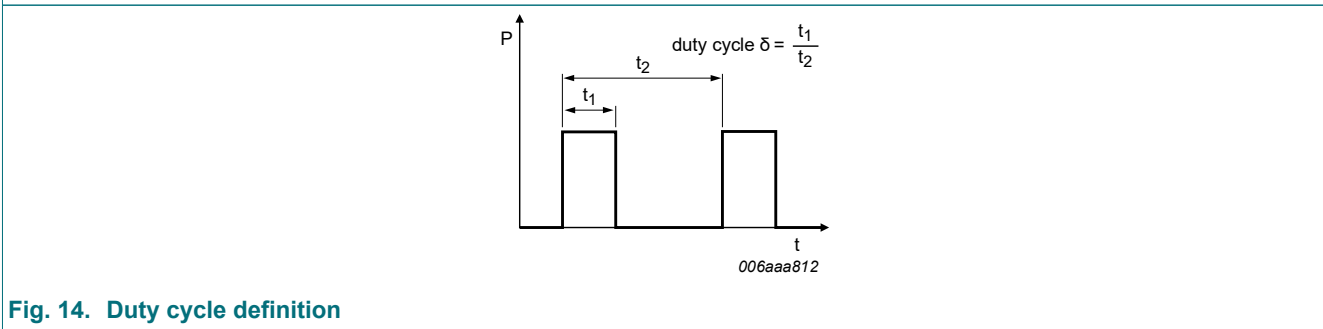 P
duty cycle δ = t1
t2
t2
t1
t
006aaa812
Fig. 14. Duty cycle definition